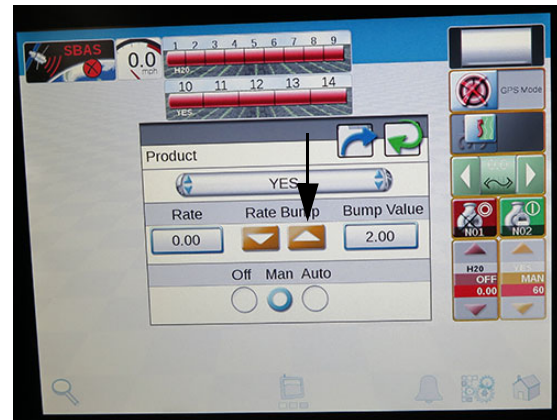 SBAS
0.0
mph
1 2 3 4 5 6 7 8 9
H20
10 11 12 13 14
YES
GPS Mode
Product
YES
Rate Rate Bump Bump Value
0.00 2.00
Off Man Auto
N01 N02
H20 YES
OFF MAN
0.00 60